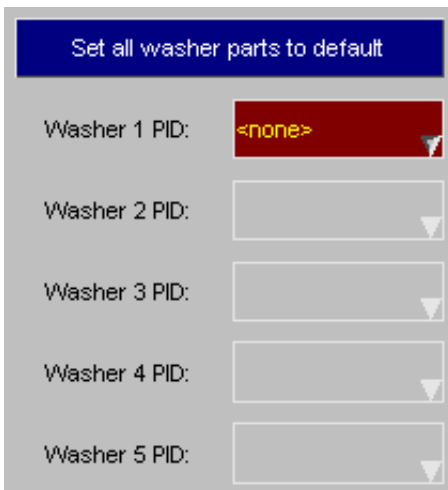 Set all washer parts to default
Washer 1 PID: <none>
Washer 2 PID:
Washer 3 PID:
Washer 4 PID:
Washer 5 PID: